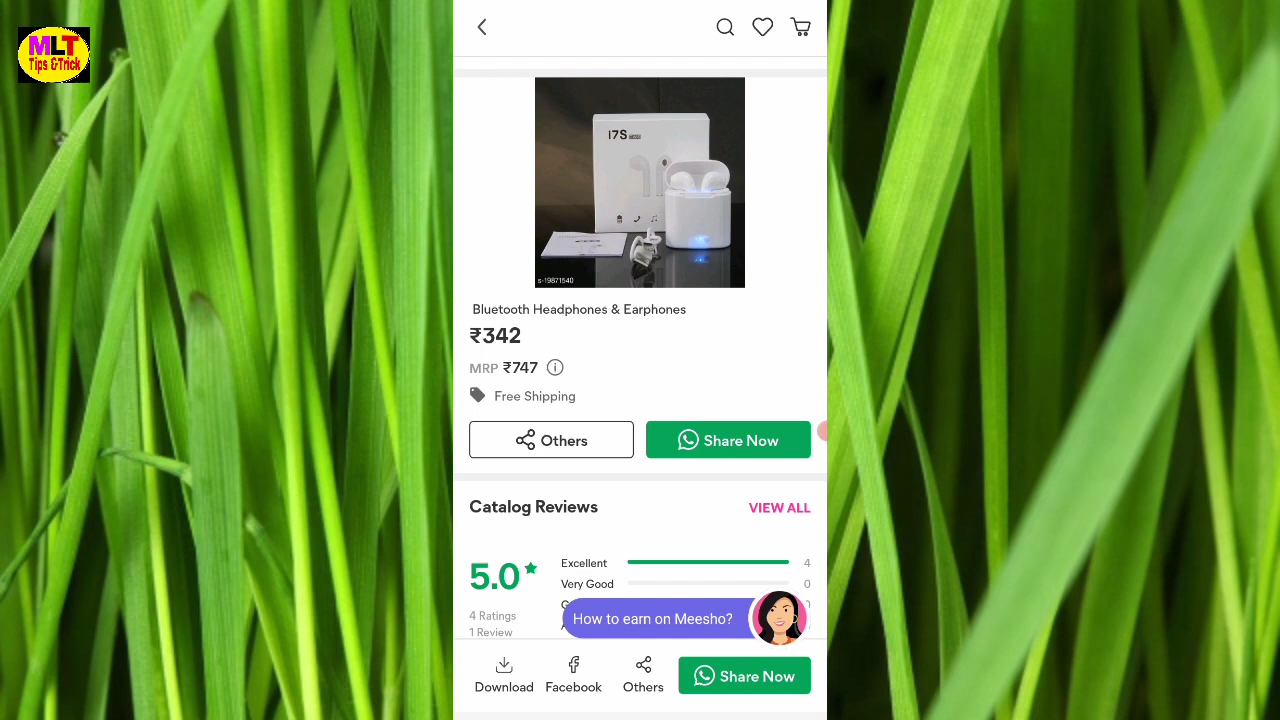 MLT
Tips &Trick
I7S
s-19871540
Bluetooth Headphones & Earphones
₹342
MRP ₹747
Free Shipping
Others
Share Now
Catalog Reviews
VIEW ALL
5.0
Excellent 4
Very Good 0
4 Ratings
1 Review
How to earn on Meesho?
Download
Facebook
Others
Share Now